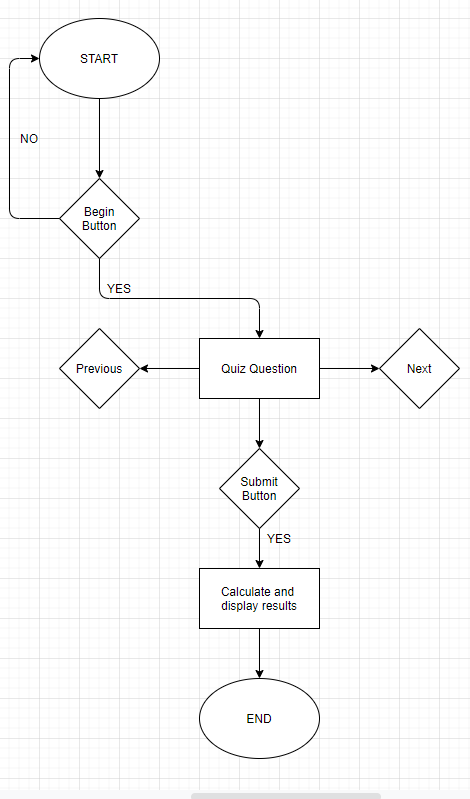 START
NO
Begin
Button
YES
Previous
Quiz Question
Next
Submit
Button
YES
Calculate and
display results
END